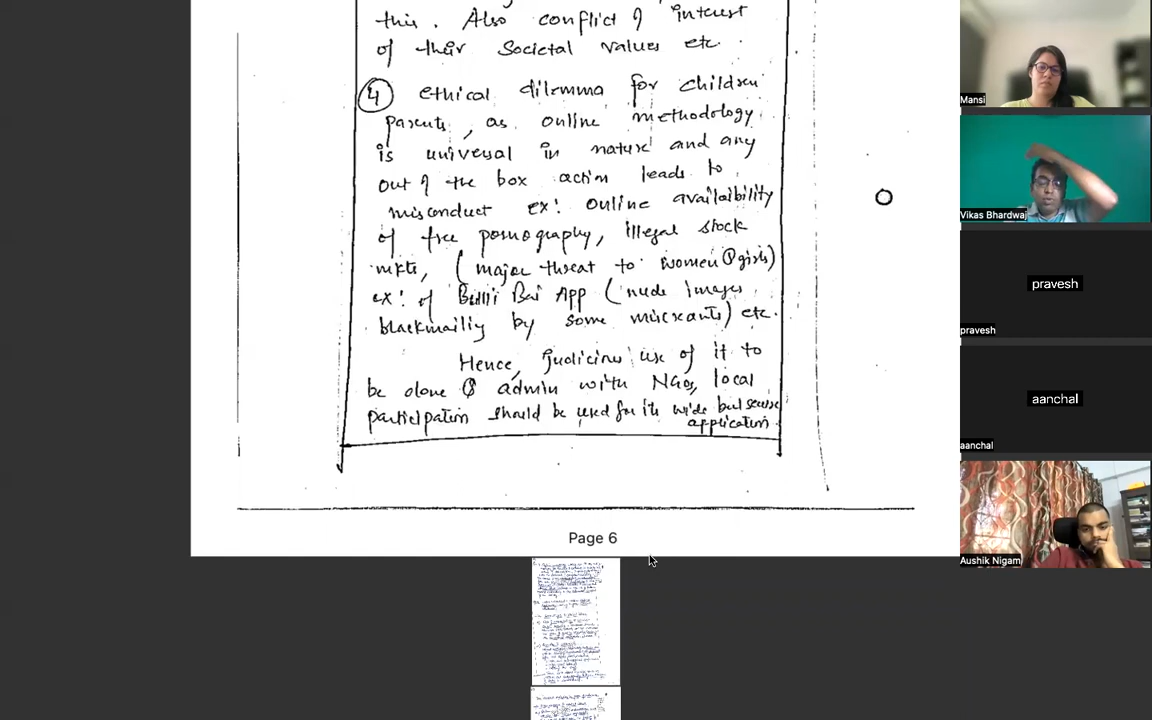 this. Also conflict of interest
of their Societal values etc.
④ ethical dilemma for children
parents, as online methodology
is universal in nature and any
out of the box action leads to
misconduct ex: online availaibility
of free pornography, illegal stock
mkts, (major threat to women & girls)
ex: of Bulli Bai App (nude images,
blackmailiy by some miscreants) etc.
Hence, judicious use of it to
be done & admin with NGOs, local
participation should be used for its wide but secure
application.
Page 6
Mansi
Vikas Bhardwaj
pravesh
pravesh
aanchal
aanchal
Aushik Nigam